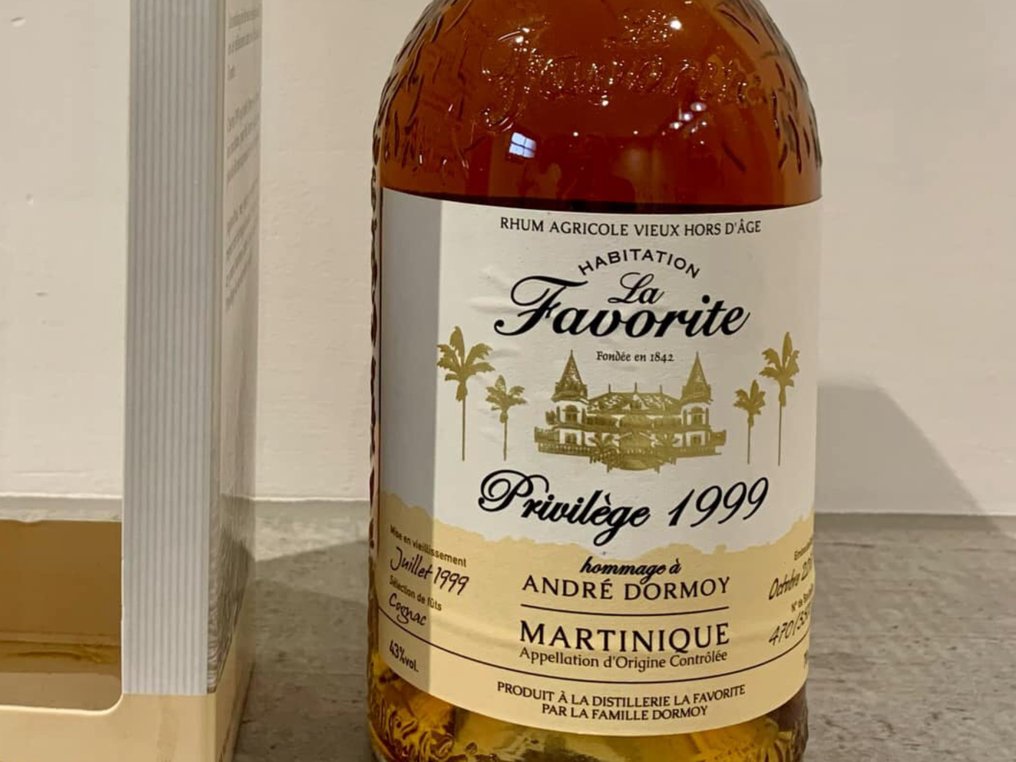 RHUM AGRICOLE VIEUX HORS D'ÂGE
HABITATION
La
Favorite
Fondée en 1842
Privilège 1999
hommage à
ANDRÉ DORMOY
MARTINIQUE
Appellation d'Origine Contrôlée
PRODUIT À LA DISTILLERIE LA FAVORITE
PAR LA FAMILLE DORMOY
Mise en vieillissement
Juillet 1999
Sélection de fûts
Cognac
43%vol.
Octobre